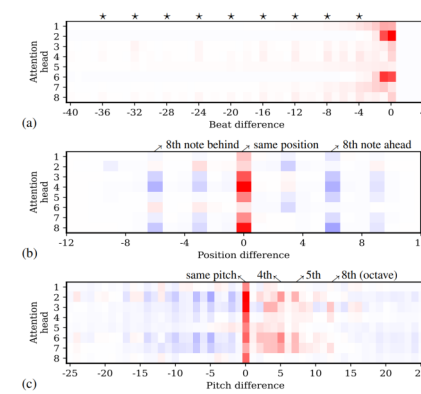 ★ ★ ★ ★ ★ ★ ★ ★ ★
Attention
head
1
2
3
4
5
6
7
8
-40 -36 -32 -28 -24 -20 -16 -12 -8 -4 0
(a)
Beat difference
↗ 8th note behind ↗ same position ↗ 8th note ahead
Attention
head
1
2
3
4
5
6
7
8
-12 -8 -4 0 4 8 1
(b)
Position difference
same pitch↗ 4th↗ ↗5th ↗8th (octave)
Attention
head
1
2
3
4
5
6
7
8
-25 -20 -15 -10 -5 0 5 10 15 20 25
(c)
Pitch difference